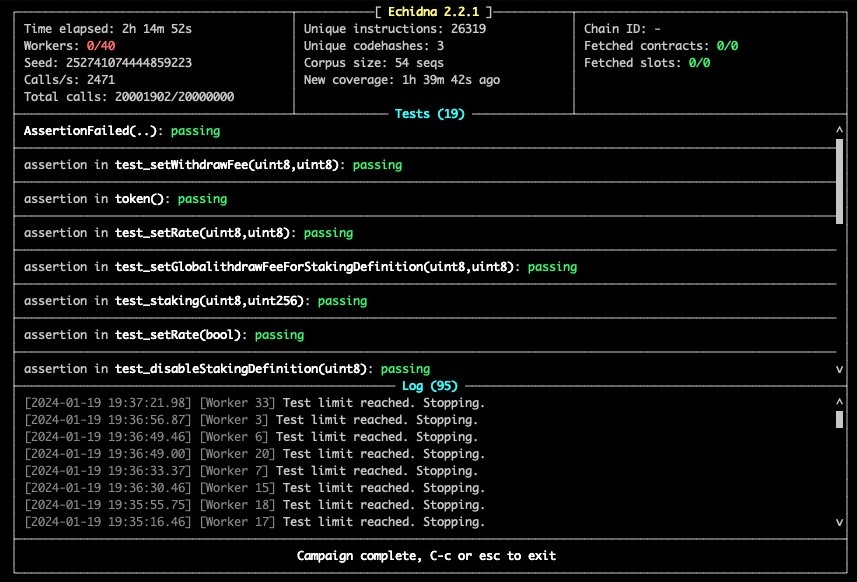 [ Echidna 2.2.1 ]
Time elapsed: 2h 14m 52s
Workers: 0/40
Seed: 252741074444859223
Calls/s: 2471
Total calls: 20001902/20000000
Unique instructions: 26319
Unique codehashes: 3
Corpus size: 54 seqs
New coverage: 1h 39m 42s ago
Chain ID: -
Fetched contracts: 0/0
Fetched slots: 0/0
Tests (19)
AssertionFailed(..): passing
assertion in test_setWithdrawFee(uint8,uint8): passing
assertion in token(): passing
assertion in test_setRate(uint8,uint8): passing
assertion in test_setGlobalithdrawFeeForStakingDefinition(uint8,uint8): passing
assertion in test_staking(uint8,uint256): passing
assertion in test_setRate(bool): passing
assertion in test_disableStakingDefinition(uint8): passing
Log (95)
[2024-01-19 19:37:21.98] [Worker 33] Test limit reached. Stopping.
[2024-01-19 19:36:56.87] [Worker 3] Test limit reached. Stopping.
[2024-01-19 19:36:49.46] [Worker 6] Test limit reached. Stopping.
[2024-01-19 19:36:49.00] [Worker 20] Test limit reached. Stopping.
[2024-01-19 19:36:33.37] [Worker 7] Test limit reached. Stopping.
[2024-01-19 19:36:30.46] [Worker 15] Test limit reached. Stopping.
[2024-01-19 19:35:55.75] [Worker 18] Test limit reached. Stopping.
[2024-01-19 19:35:16.46] [Worker 17] Test limit reached. Stopping.
Campaign complete, C-c or esc to exit